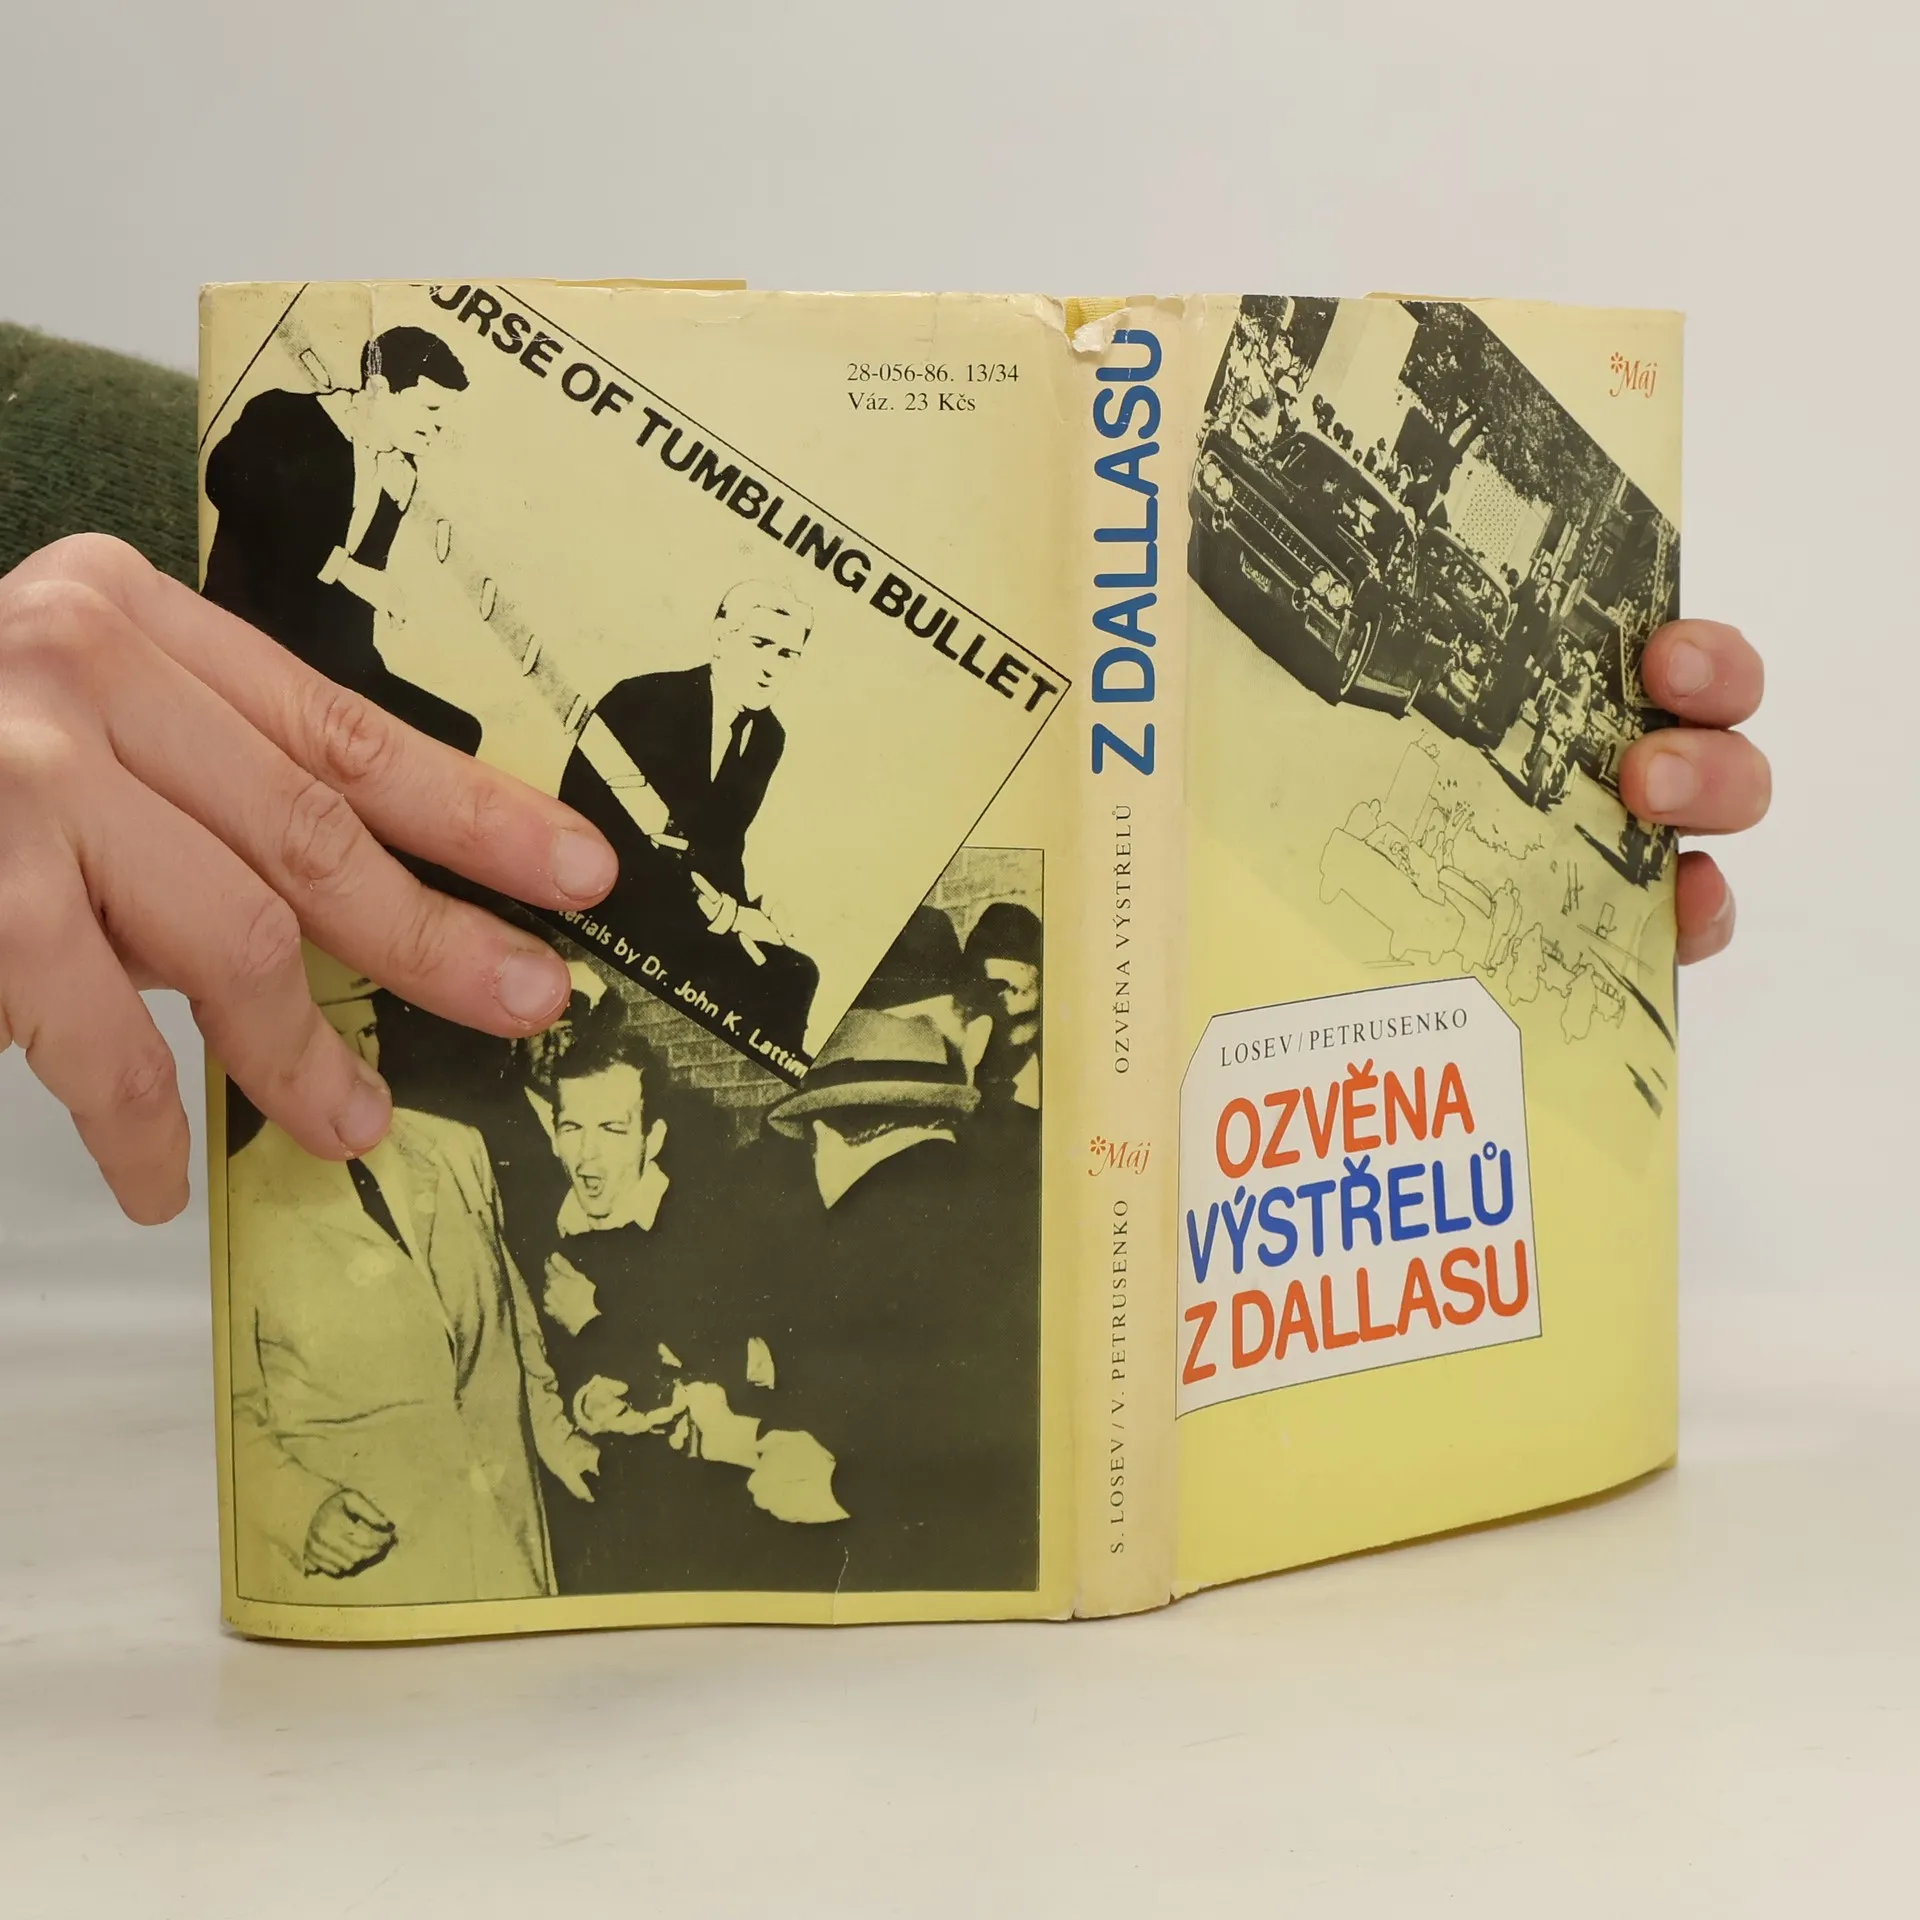 URSE OF TUMBLING BULLET
28-056-86. 13/34
Váz. 23 Kčs
terials by Dr. John K. Lattim
Z DALLASU
OZVĚNA VÝSTŘELŮ
*Máj
S. LOSEV/V. PETRUSENKO
*Máj
LOSEV/PETRUSENKO
OZVĚNA
VÝSTŘELŮ
Z DALLASU